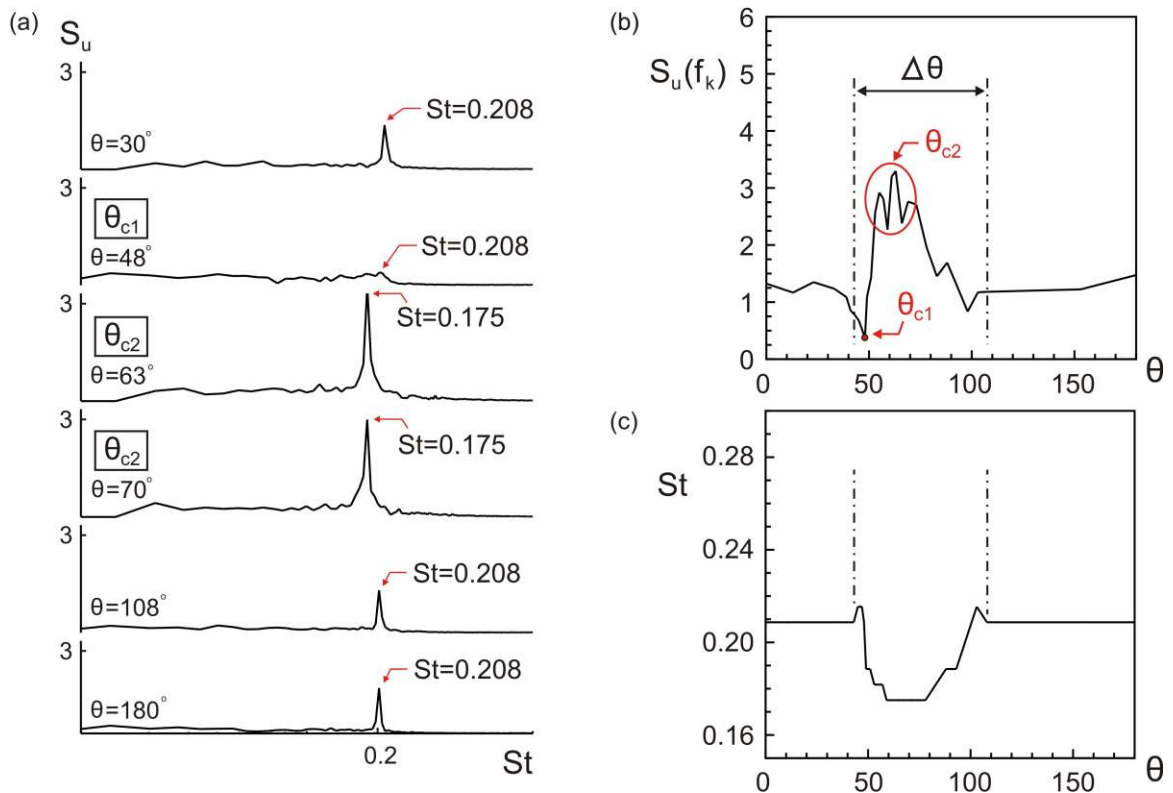 (a)
S_u
3
θ=30°
St=0.208
3
θ_c1
θ=48°
St=0.208
3
θ_c2
θ=63°
St=0.175
3
θ_c2
θ=70°
St=0.175
3
θ=108°
St=0.208
3
θ=180°
St=0.208
0.2
St
(b)
S_u(f_k)
6
5
4
3
2
1
0
Δθ
θ_c2
θ_c1
0 50 100 150 θ
(c)
St
0.28
0.24
0.20
0.16
0 50 100 150 θ